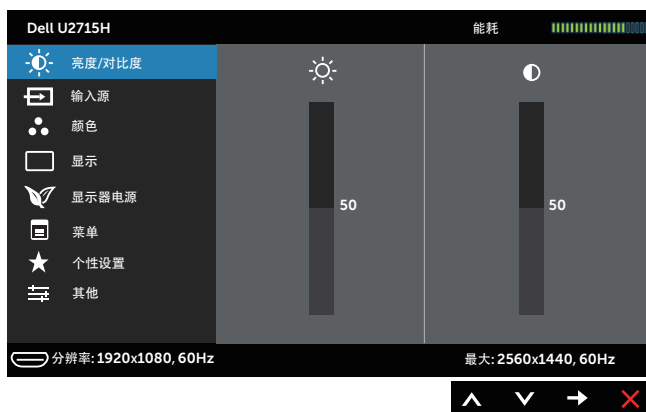 Dell U2715H
能耗
亮度/对比度
输入源
颜色
显示
显示器电源
菜单
个性设置
其他
50
50
分辨率: 1920x1080, 60Hz
最大: 2560x1440, 60Hz